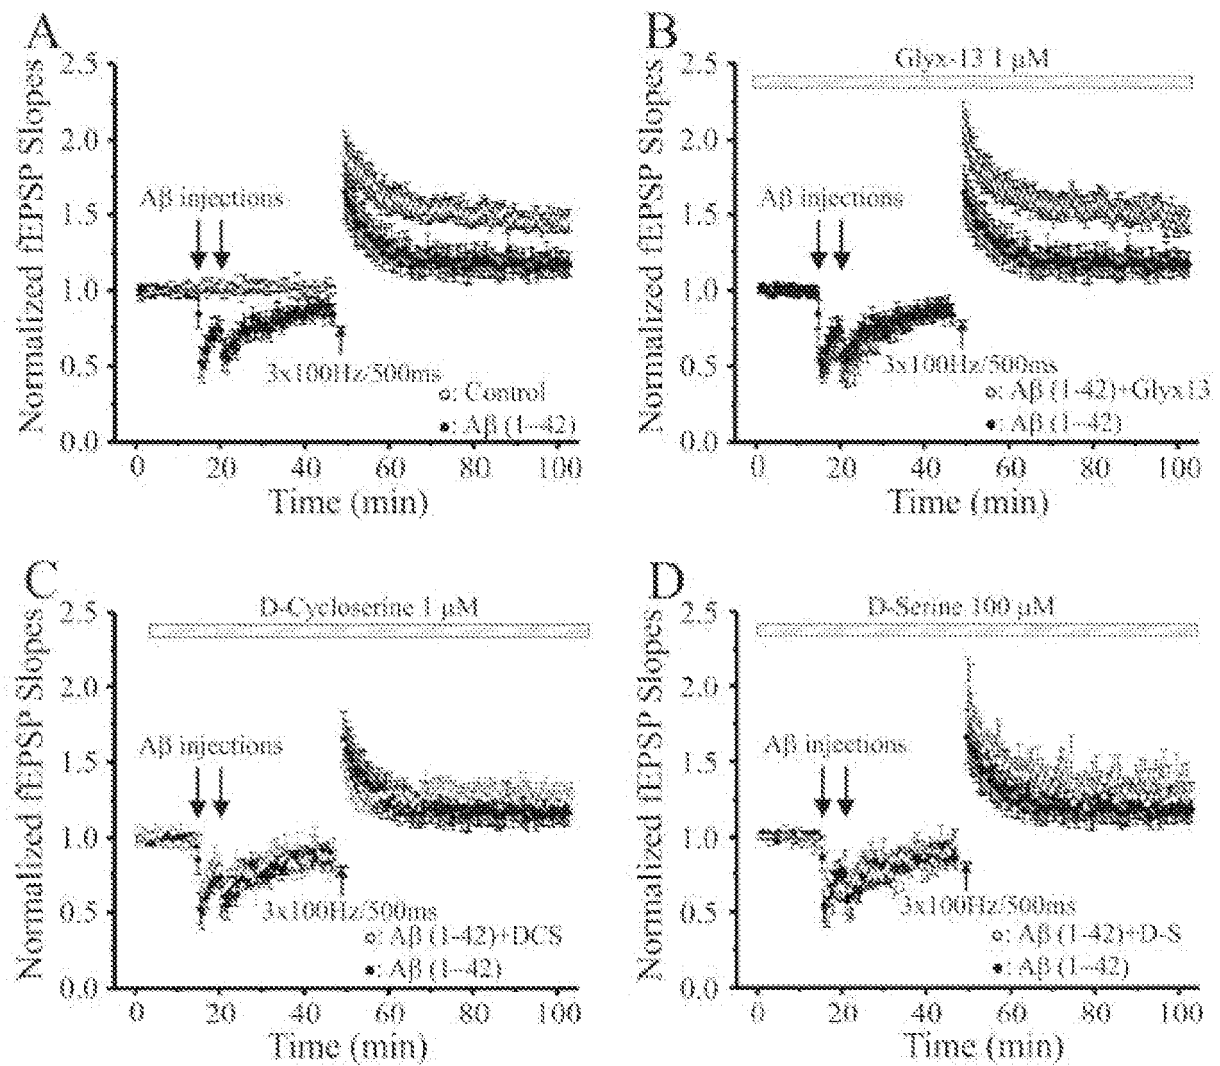 A
Normalized fEPSP Slopes
2.5
2.0
1.5
1.0
0.5
0.0
Aβ injections
3x100Hz/500ms
: Control
: Aβ (1–42)
0 20 40 60 80 100
Time (min)
B
Normalized fEPSP Slopes
Glyx-13 1 μM
2.5
2.0
1.5
1.0
0.5
0.0
Aβ injections
3x100Hz/500ms
: Aβ (1-42)+Glyx13
: Aβ (1–42)
0 20 40 60 80 100
Time (min)
C
Normalized fEPSP Slopes
D-Cycloserine 1 μM
2.5
2.0
1.5
1.0
0.5
0.0
Aβ injections
3x100Hz/500ms
: Aβ (1-42)+DCS
: Aβ (1–42)
0 20 40 60 80 100
Time (min)
D
Normalized fEPSP Slopes
D-Serine 100 μM
2.5
2.0
1.5
1.0
0.5
0.0
Aβ injections
3x100Hz/500ms
: Aβ (1-42)+D-S
: Aβ (1–42)
0 20 40 60 80 100
Time (min)